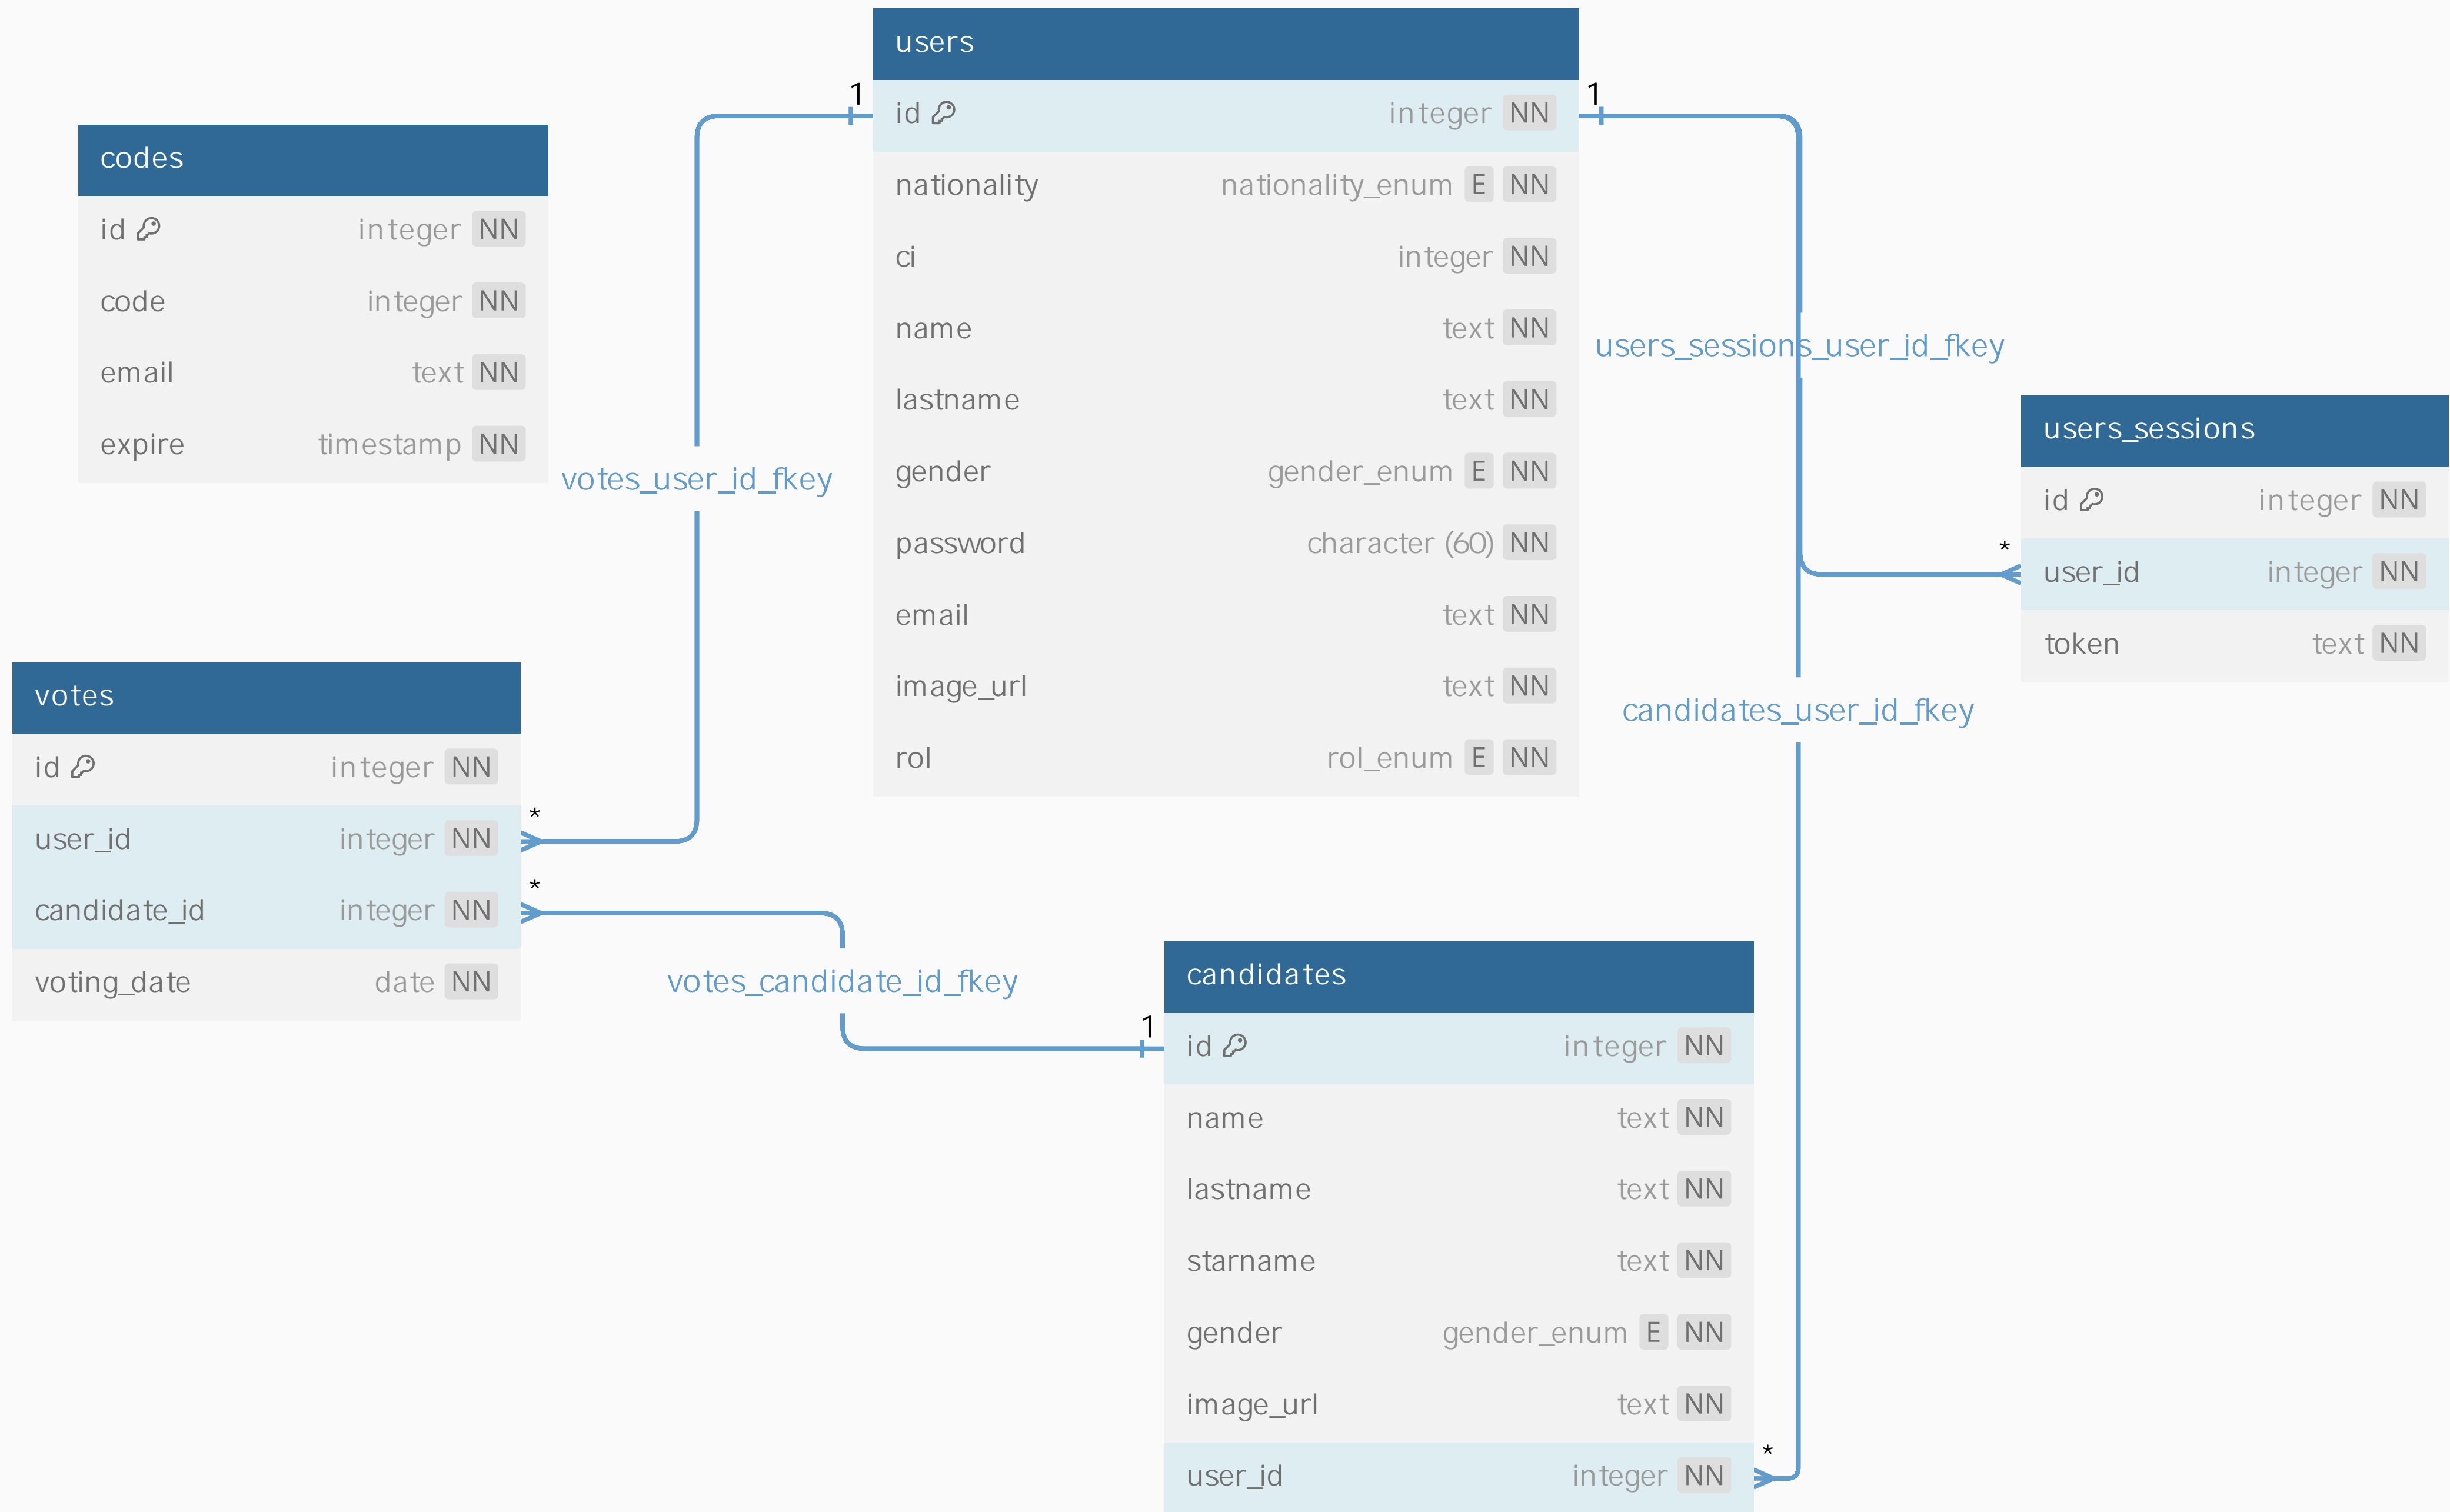 users
id integer NN
nationality nationality_enum E NN
ci integer NN
name text NN
lastname text NN
gender gender_enum E NN
password character (60) NN
email text NN
image_url text NN
rol rol_enum E NN
1
1
codes
id integer NN
code integer NN
email text NN
expire timestamp NN
votes_user_id_fkey
users_sessions_user_id_fkey
users_sessions
id integer NN
* user_id integer NN
token text NN
candidates_user_id_fkey
votes
id integer NN
user_id integer NN *
candidate_id integer NN *
voting_date date NN
votes_candidate_id_fkey
1
candidates
id integer NN
name text NN
lastname text NN
starname text NN
gender gender_enum E NN
image_url text NN
user_id integer NN *